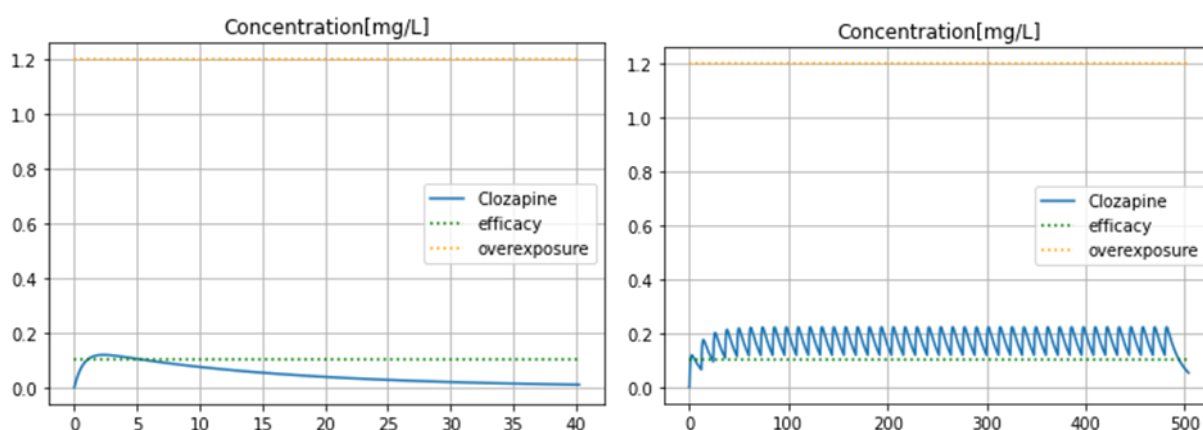 Concentration[mg/L]
1.2
1.0
0.8
0.6
0.4
0.2
0.0
Clozapine
efficacy
overexposure
0 5 10 15 20 25 30 35 40
Concentration[mg/L]
1.2
1.0
0.8
0.6
0.4
0.2
0.0
Clozapine
efficacy
overexposure
0 100 200 300 400 500